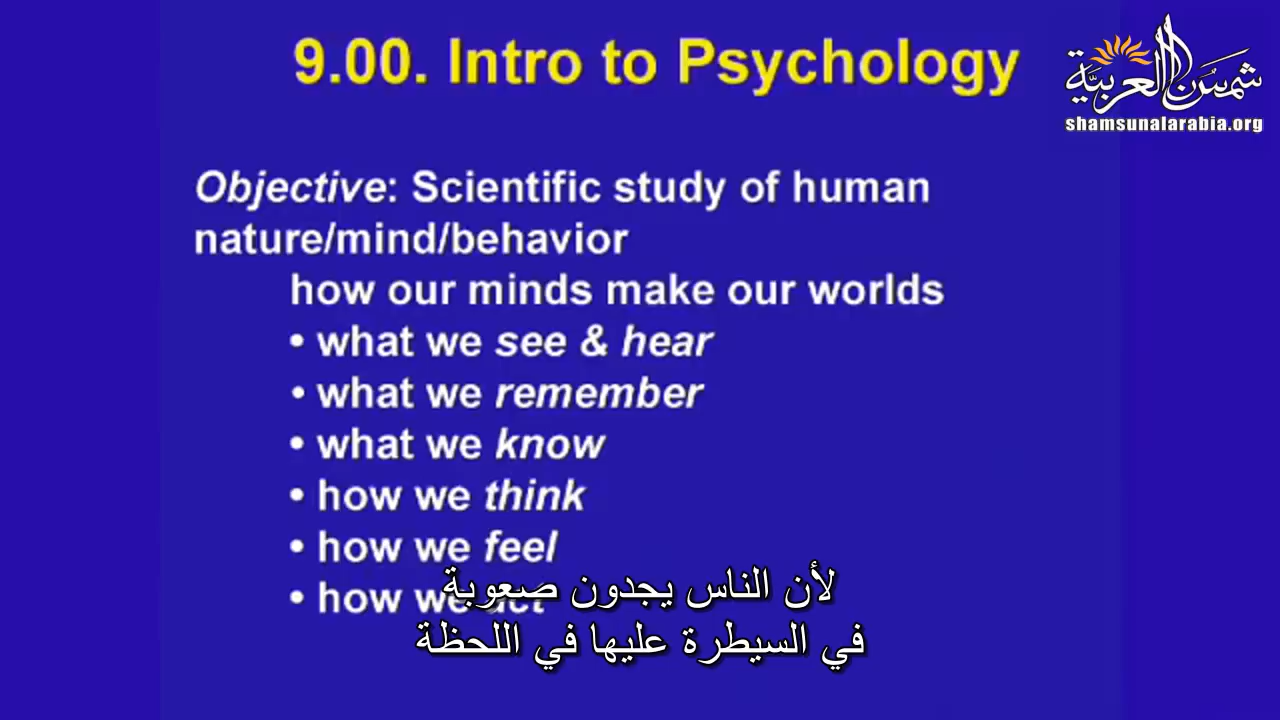 9.00. Intro to Psychology
شمس العربية
shamsunalarabia.org
Objective: Scientific study of human
nature/mind/behavior
how our minds make our worlds
• what we see & hear
• what we remember
• what we know
• how we think
• how we feel
• how we act
لأن الناس يجدون صعوبة
في السيطرة عليها في اللحظة